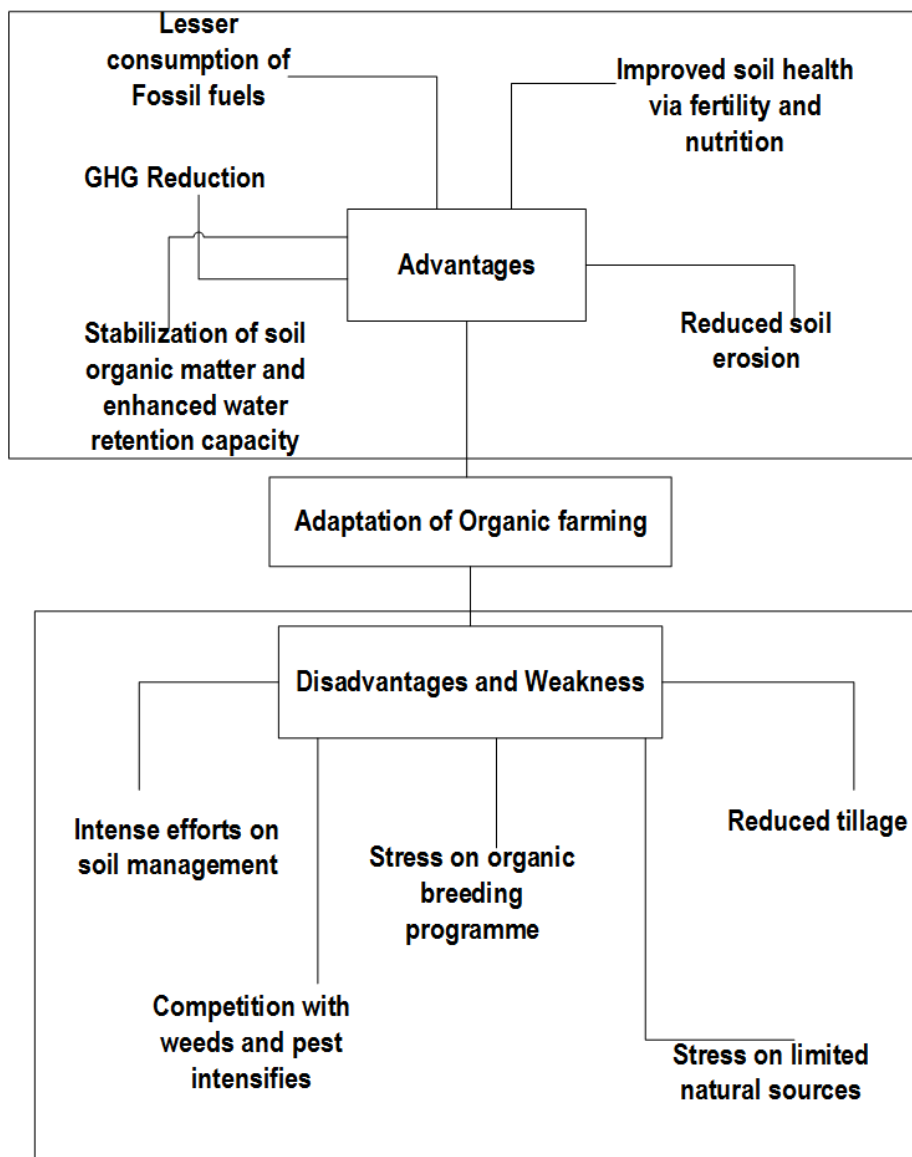 Lesser
consumption of
Fossil fuels
Improved soil health
via fertility and
nutrition
GHG Reduction
Advantages
Stabilization of soil
organic matter and
enhanced water
retention capacity
Reduced soil
erosion
Adaptation of Organic farming
Disadvantages and Weakness
Intense efforts on
soil management
Stress on organic
breeding
programme
Reduced tillage
Competition with
weeds and pest
intensifies
Stress on limited
natural sources